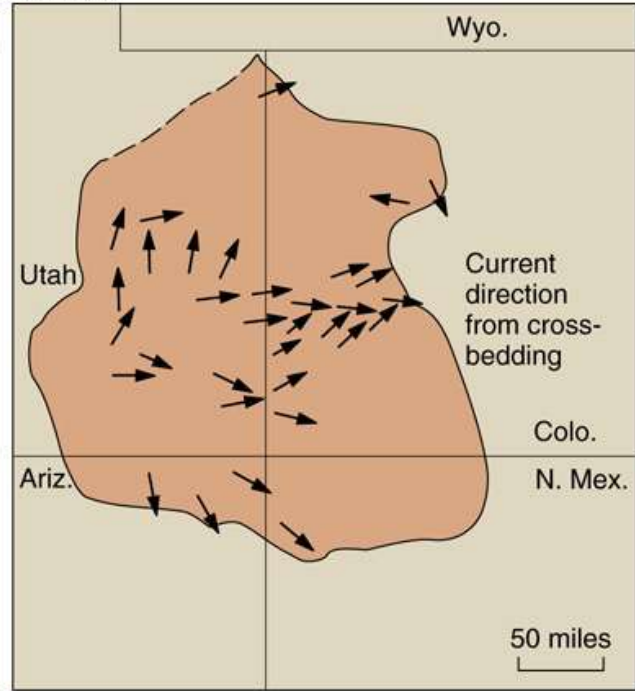 Wyo.
Utah
Current
direction
from cross-
bedding
Colo.
Ariz.
N. Mex.
50 miles